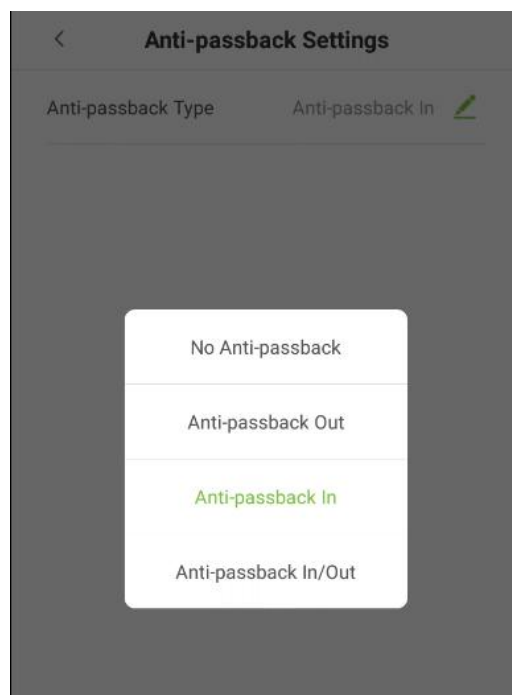 Anti-passback Settings
Anti-passback Type Anti-passback In
No Anti-passback
Anti-passback Out
Anti-passback In
Anti-passback In/Out